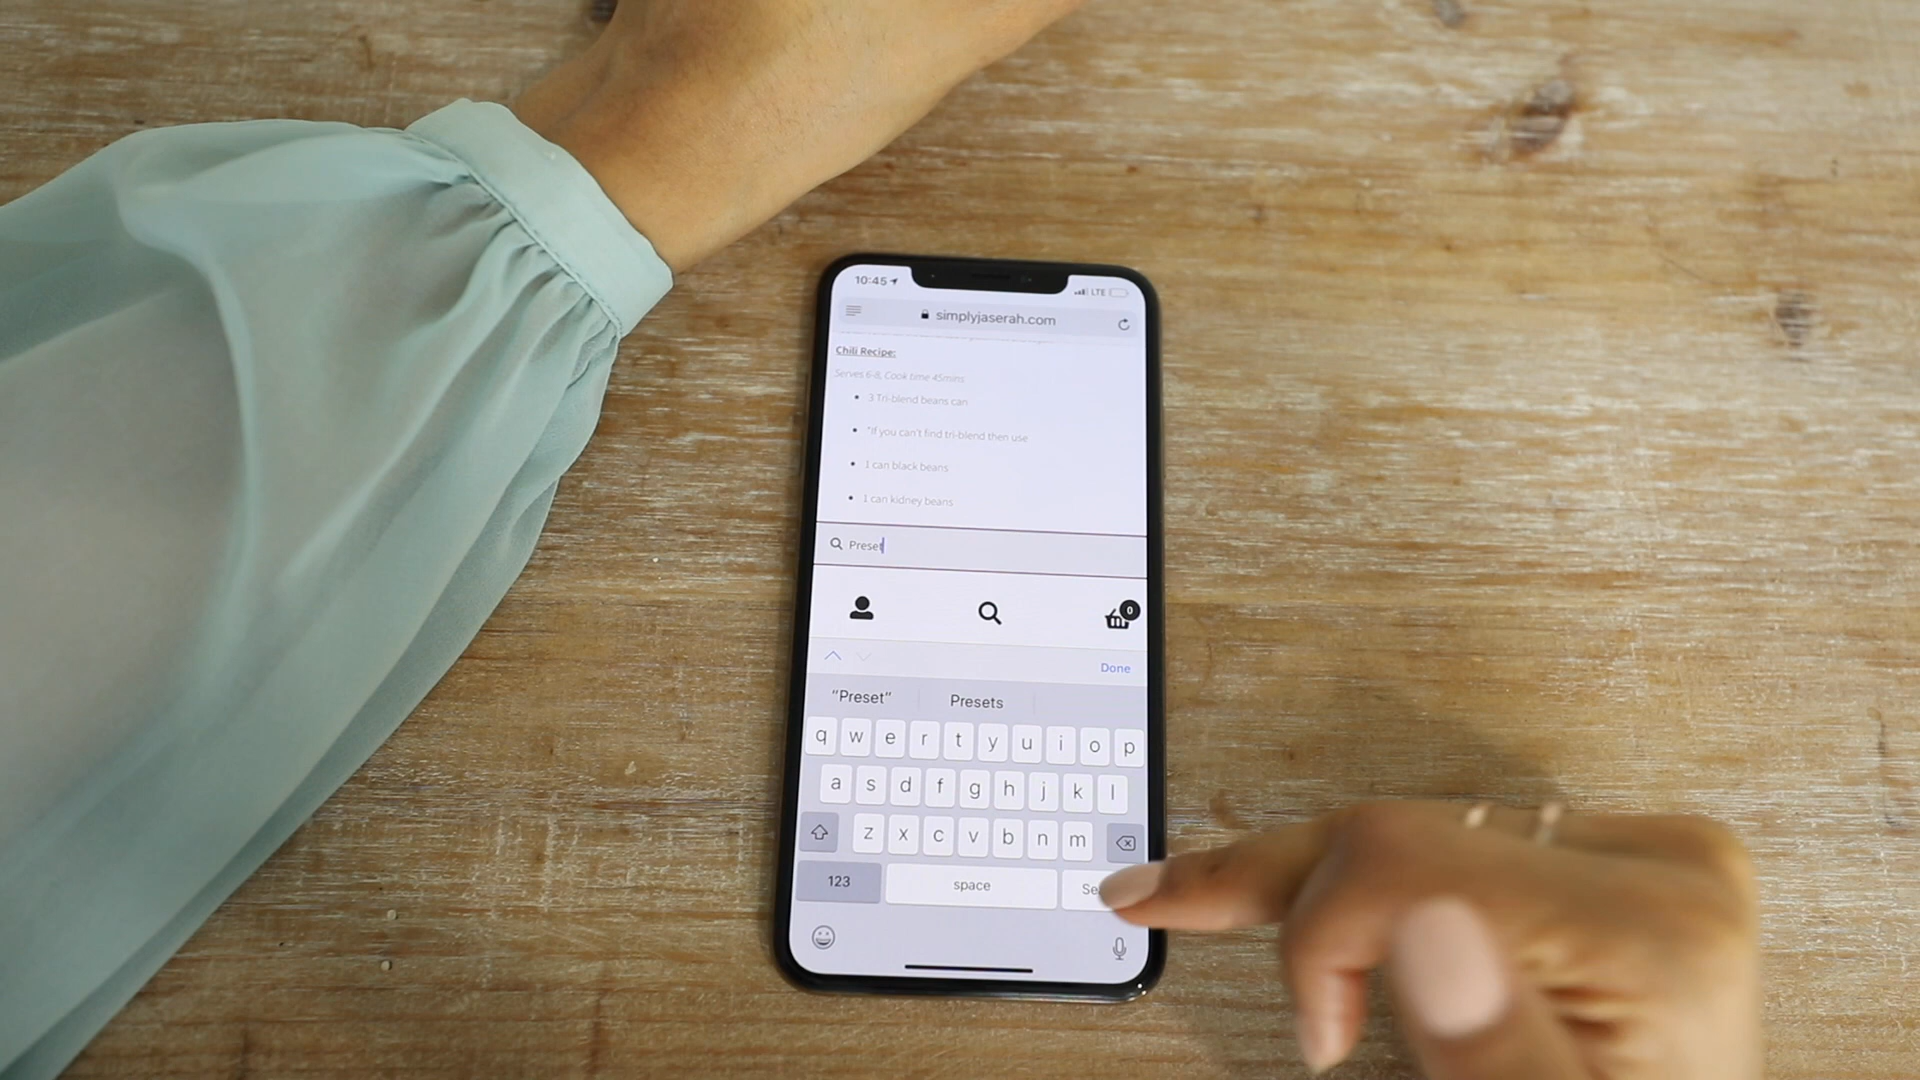 10:45 LTE
simplyjaserah.com
Chili Recipe:
Serves 6-8, Cook time 45mins
• 3 Tri-blend beans can
• *If you can't find tri-blend then use
• 1 can black beans
• 1 can kidney beans
Preset
0
Done
“Preset” Presets
q w e r t y u i o p
a s d f g h j k l
z x c v b n m
123 space Se